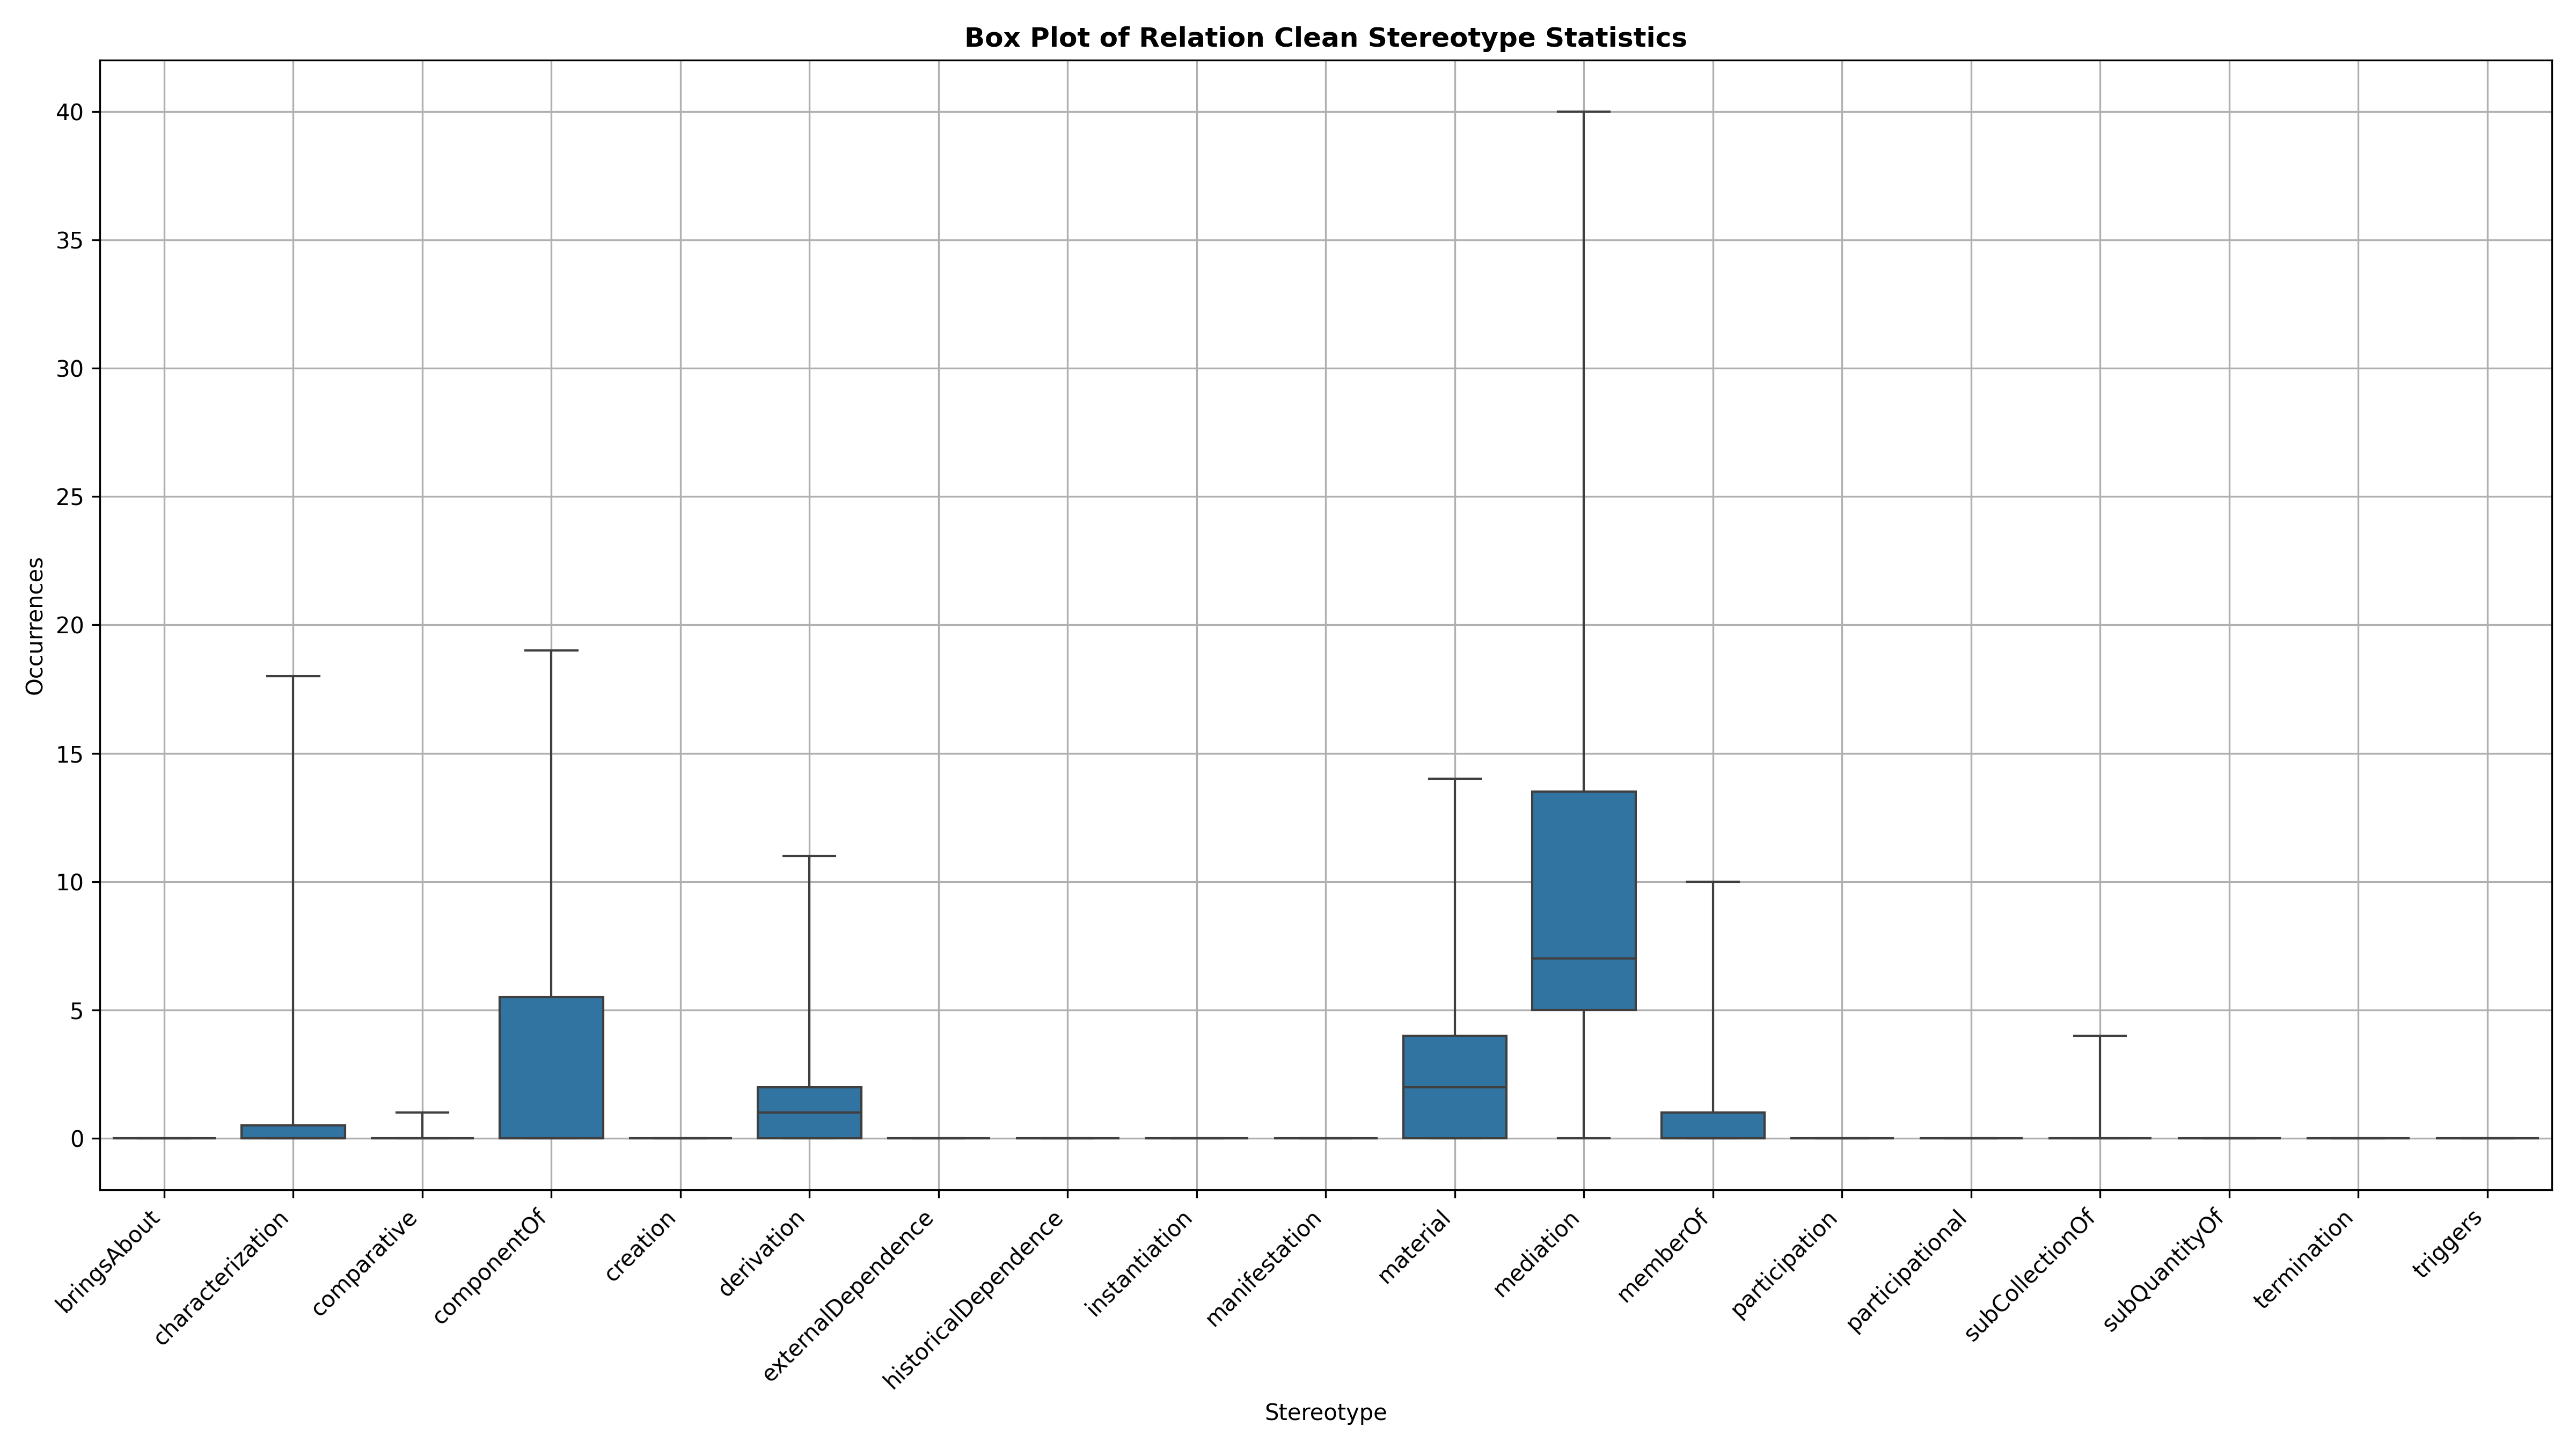 Box Plot of Relation Clean Stereotype Statistics
Occurrences
40
35
30
25
20
15
10
5
0
bringsAbout
characterization
comparative
componentOf
creation
derivation
externalDependence
historicalDependence
instantiation
manifestation
material
mediation
memberOf
participation
participational
subCollectionOf
subQuantityOf
termination
triggers
Stereotype